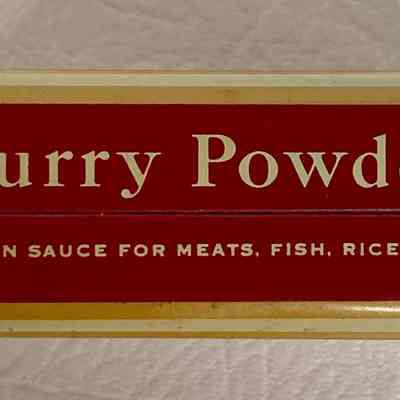 urry Powd
N SAUCE FOR MEATS, FISH, RICE